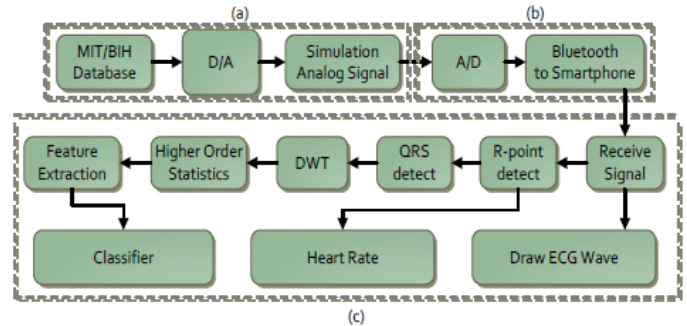 (a)
(b)
MIT/BIH
Database
D/A
Simulation
Analog Signal
A/D
Bluetooth
to Smartphone
Feature
Extraction
Higher Order
Statistics
DWT
QRS
detect
R-point
detect
Receive
Signal
Classifier
Heart Rate
Draw ECG Wave
(c)